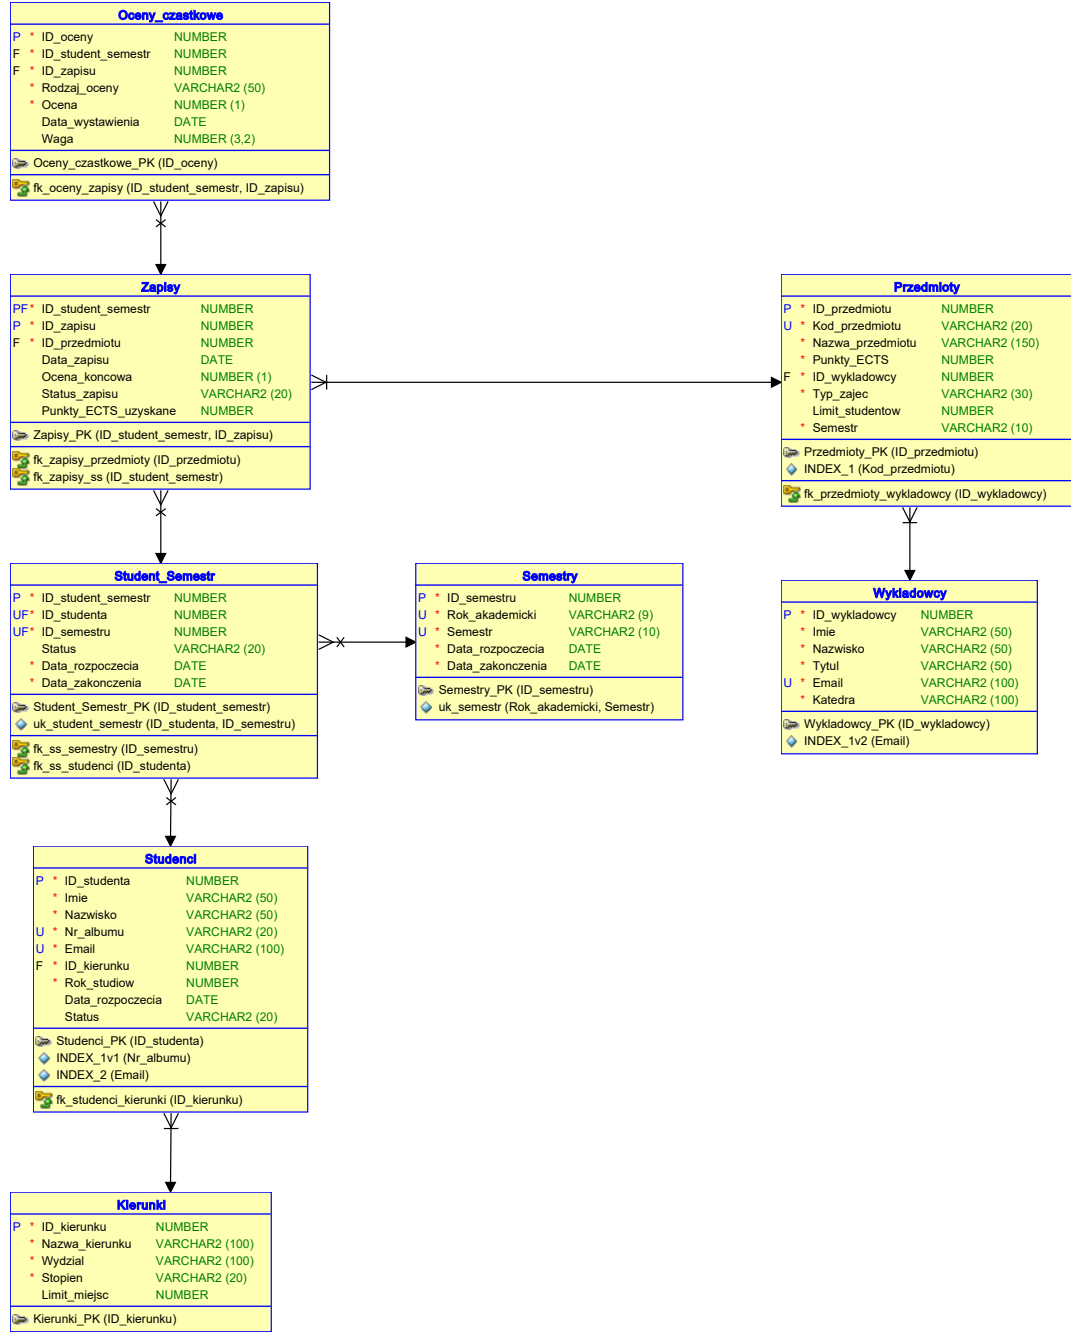 Oceny_czastkowe
P * ID_oceny NUMBER
F * ID_student_semestr NUMBER
F * ID_zapisu NUMBER
* Rodzaj_oceny VARCHAR2 (50)
* Ocena NUMBER (1)
Data_wystawienia DATE
Waga NUMBER (3,2)
Oceny_czastkowe_PK (ID_oceny)
fk_oceny_zapisy (ID_student_semestr, ID_zapisu)
Zapisy
PF* ID_student_semestr NUMBER
P * ID_zapisu NUMBER
F * ID_przedmiotu NUMBER
Data_zapisu DATE
Ocena_koncowa NUMBER (1)
Status_zapisu VARCHAR2 (20)
Punkty_ECTS_uzyskane NUMBER
Zapisy_PK (ID_student_semestr, ID_zapisu)
fk_zapisy_przedmioty (ID_przedmiotu)
fk_zapisy_ss (ID_student_semestr)
Przedmioty
P * ID_przedmiotu NUMBER
U * Kod_przedmiotu VARCHAR2 (20)
* Nazwa_przedmiotu VARCHAR2 (150)
* Punkty_ECTS NUMBER
F * ID_wykladowcy NUMBER
* Typ_zajec VARCHAR2 (30)
Limit_studentow NUMBER
* Semestr VARCHAR2 (10)
Przedmioty_PK (ID_przedmiotu)
INDEX_1 (Kod_przedmiotu)
fk_przedmioty_wykladowcy (ID_wykladowcy)
Student_Semestr
P * ID_student_semestr NUMBER
UF* ID_studenta NUMBER
UF* ID_semestru NUMBER
Status VARCHAR2 (20)
* Data_rozpoczecia DATE
* Data_zakonczenia DATE
Student_Semestr_PK (ID_student_semestr)
uk_student_semestr (ID_studenta, ID_semestru)
fk_ss_semestry (ID_semestru)
fk_ss_studenci (ID_studenta)
Semestry
P * ID_semestru NUMBER
U * Rok_akademicki VARCHAR2 (9)
U * Semestr VARCHAR2 (10)
* Data_rozpoczecia DATE
* Data_zakonczenia DATE
Semestry_PK (ID_semestru)
uk_semestr (Rok_akademicki, Semestr)
Wykladowcy
P * ID_wykladowcy NUMBER
* Imie VARCHAR2 (50)
* Nazwisko VARCHAR2 (50)
* Tytul VARCHAR2 (50)
U * Email VARCHAR2 (100)
* Katedra VARCHAR2 (100)
Wykladowcy_PK (ID_wykladowcy)
INDEX_1v2 (Email)
Studenci
P * ID_studenta NUMBER
* Imie VARCHAR2 (50)
* Nazwisko VARCHAR2 (50)
U * Nr_albumu VARCHAR2 (20)
U * Email VARCHAR2 (100)
F * ID_kierunku NUMBER
* Rok_studiow NUMBER
Data_rozpoczecia DATE
Status VARCHAR2 (20)
Studenci_PK (ID_studenta)
INDEX_1v1 (Nr_albumu)
INDEX_2 (Email)
fk_studenci_kierunki (ID_kierunku)
Kierunki
P * ID_kierunku NUMBER
* Nazwa_kierunku VARCHAR2 (100)
* Wydzial VARCHAR2 (100)
* Stopien VARCHAR2 (20)
Limit_miejsc NUMBER
Kierunki_PK (ID_kierunku)